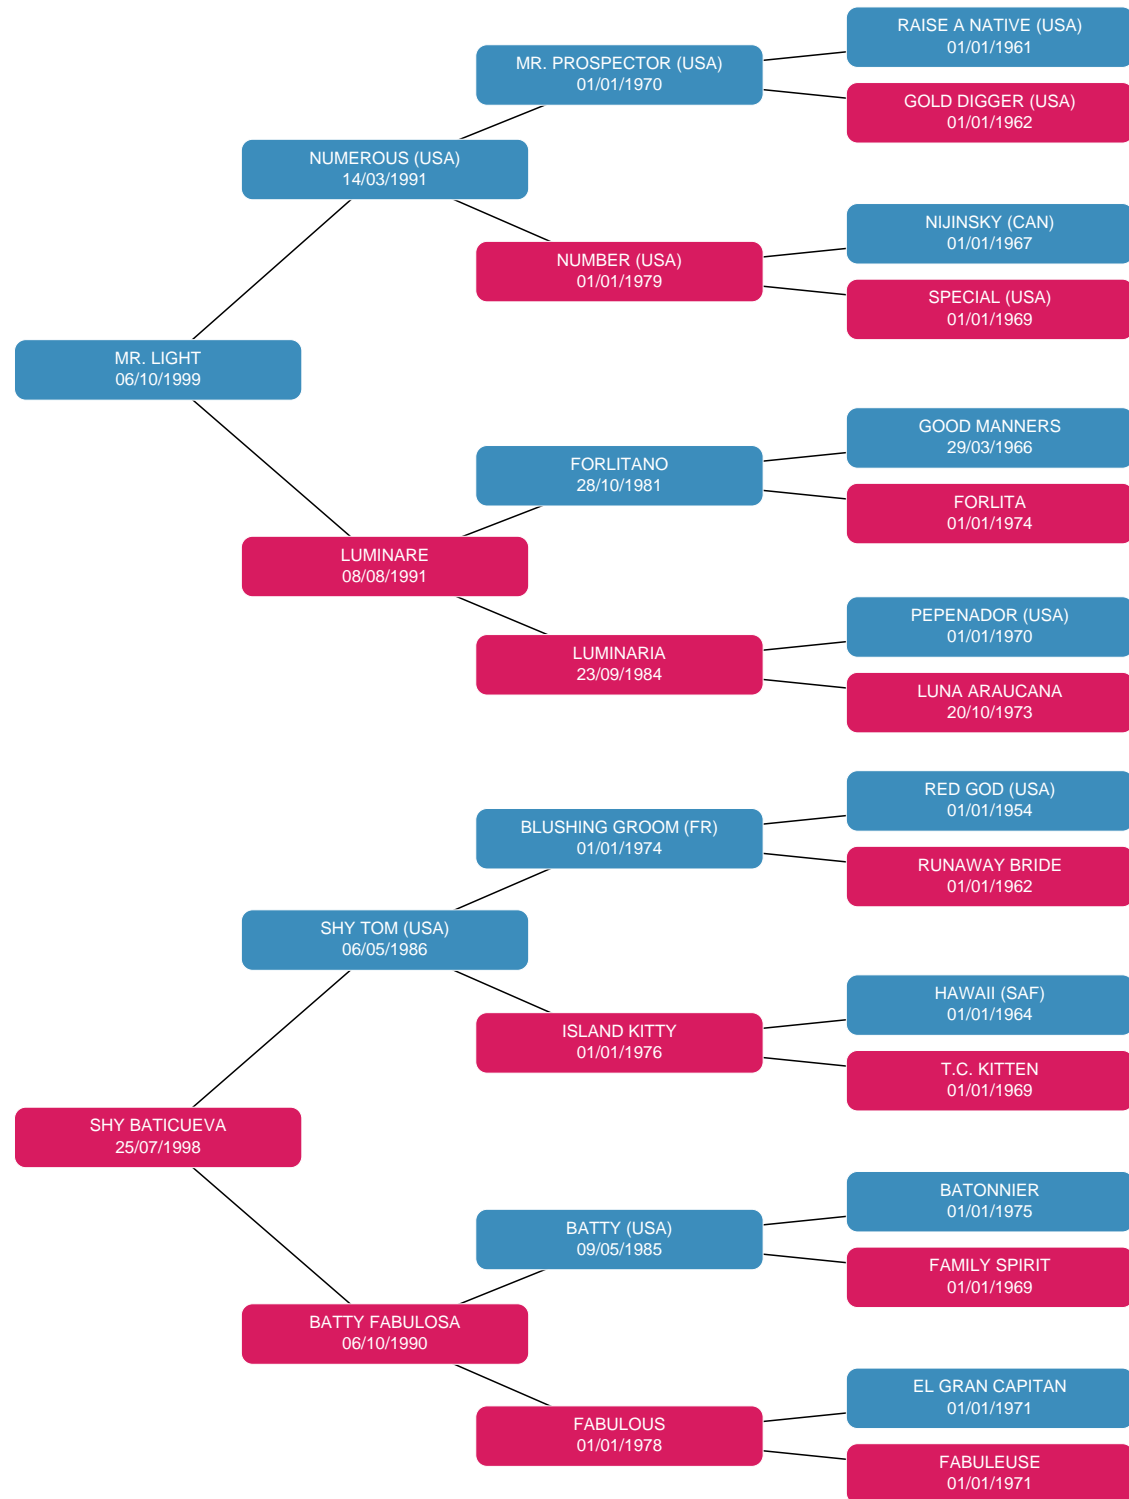 RAISE A NATIVE (USA)
01/01/1961
MR. PROSPECTOR (USA)
01/01/1970
GOLD DIGGER (USA)
01/01/1962
NUMEROUS (USA)
14/03/1991
NIJINSKY (CAN)
01/01/1967
NUMBER (USA)
01/01/1979
SPECIAL (USA)
01/01/1969
MR. LIGHT
06/10/1999
GOOD MANNERS
29/03/1966
FORLITANO
28/10/1981
FORLITA
01/01/1974
LUMINARE
08/08/1991
PEPENADOR (USA)
01/01/1970
LUMINARIA
23/09/1984
LUNA ARAUCANA
20/10/1973
RED GOD (USA)
01/01/1954
BLUSHING GROOM (FR)
01/01/1974
RUNAWAY BRIDE
01/01/1962
SHY TOM (USA)
06/05/1986
HAWAII (SAF)
01/01/1964
ISLAND KITTY
01/01/1976
T.C. KITTEN
01/01/1969
SHY BATICUEVA
25/07/1998
BATONNIER
01/01/1975
BATTY (USA)
09/05/1985
FAMILY SPIRIT
01/01/1969
BATTY FABULOSA
06/10/1990
EL GRAN CAPITAN
01/01/1971
FABULOUS
01/01/1978
FABULEUSE
01/01/1971